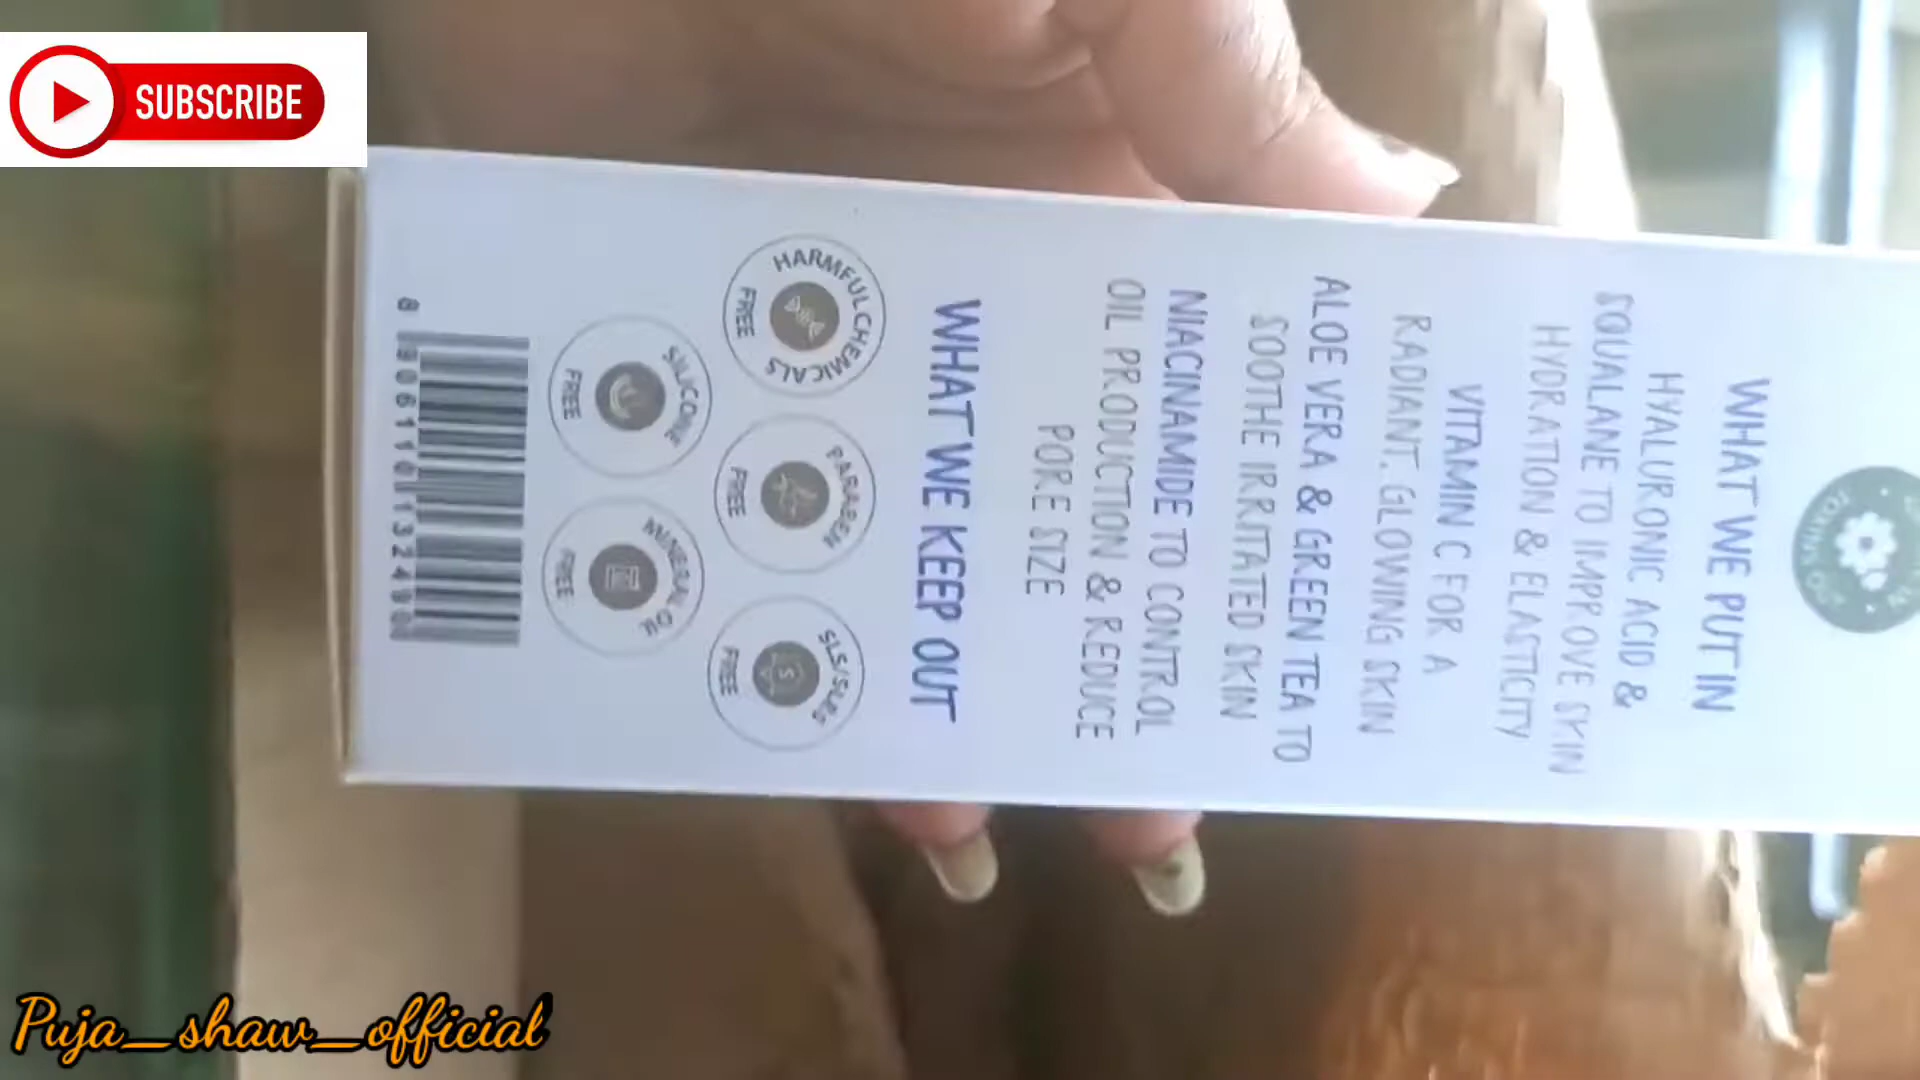 SUBSCRIBE
WHAT WE PUT IN
HYALURONIC ACID &
SQUALANE TO IMPROVE SKIN
HYDRATION & ELASTICITY
VITAMIN C FOR A
RADIANT, GLOWING SKIN
ALOE VERA & GREEN TEA TO
SOOTHE IRRITATED SKIN
NIACINAMIDE TO CONTROL
OIL PRODUCTION & REDUCE
PORE SIZE
WHAT WE KEEP OUT
HARMFUL CHEMICALS
FREE
PARABEN
FREE
SLS/SLES
FREE
SILICONE
FREE
MINERAL OIL
FREE
Puja_shaw_official